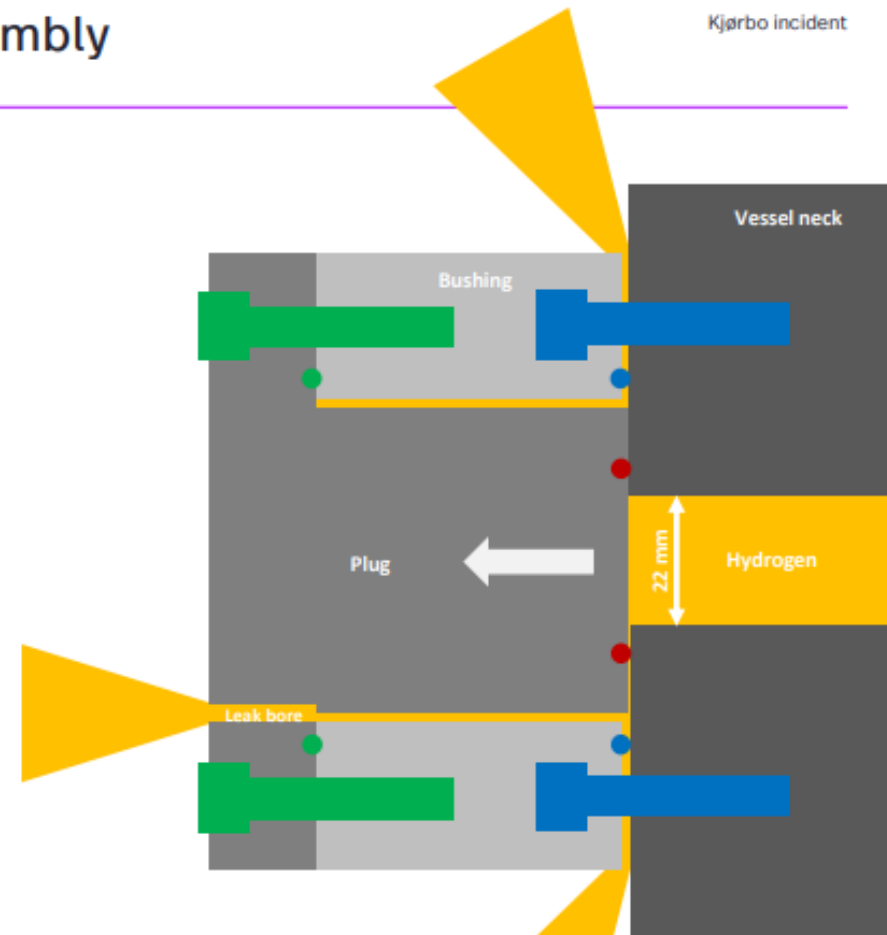 mbly
Kjørbo incident
Vessel neck
Bushing
Plug
22 mm
Hydrogen
Leak bore